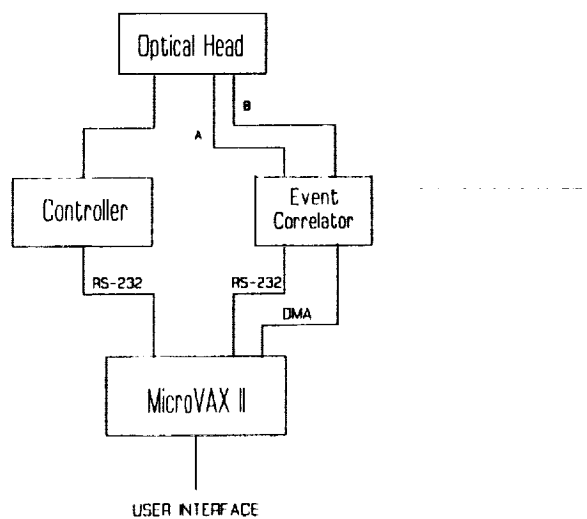 Optical Head
B
A
Controller
Event
Correlator
RS-232
RS-232
DMA
MicroVAX II
USER INTERFACE